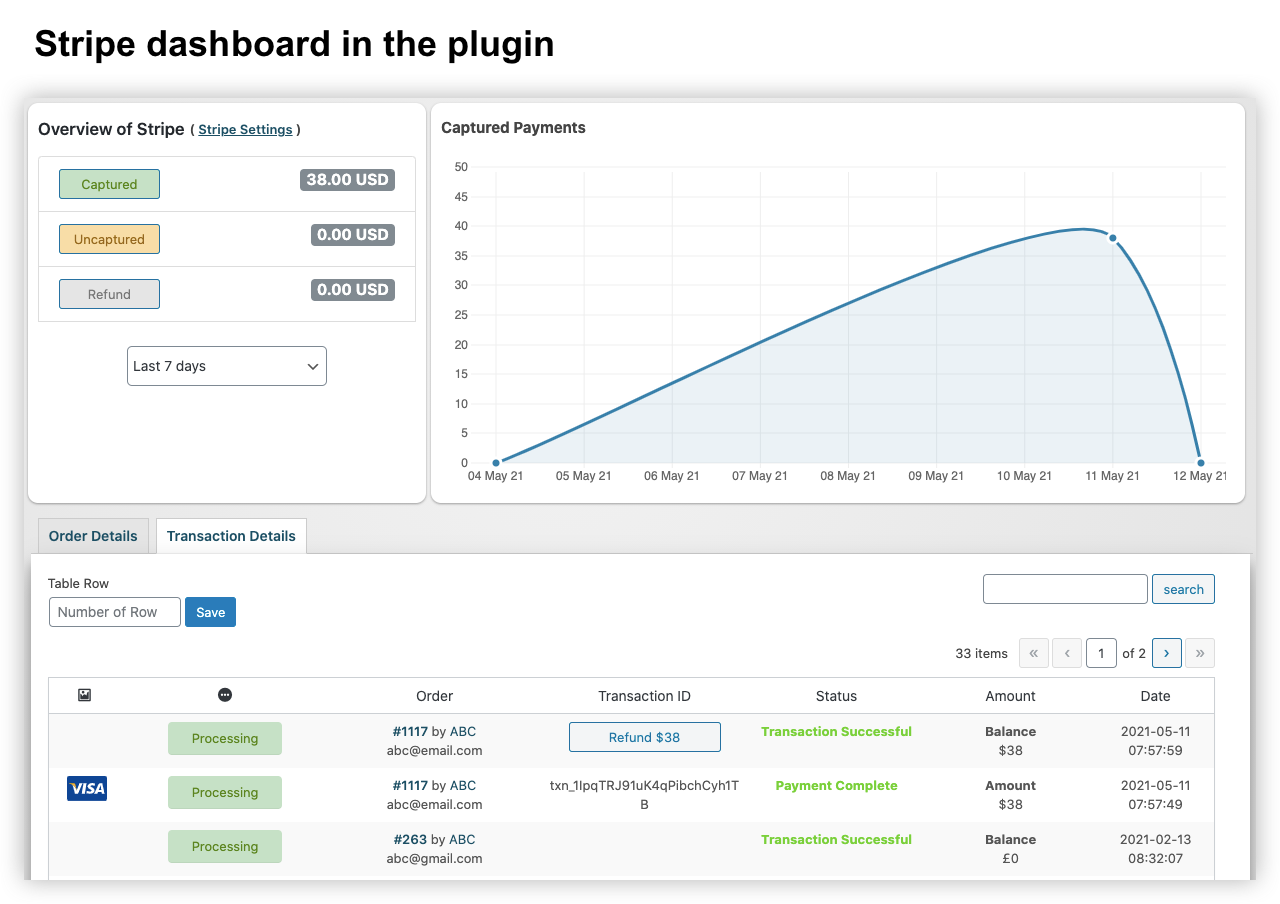 Stripe dashboard in the plugin
Overview of Stripe ( Stripe Settings )
Captured 38.00 USD
Uncaptured 0.00 USD
Refund 0.00 USD
Last 7 days
Captured Payments
50
45
40
35
30
25
20
15
10
5
0
04 May 21 05 May 21 06 May 21 07 May 21 08 May 21 09 May 21 10 May 21 11 May 21 12 May 21
Order Details Transaction Details
Table Row
Number of Row Save
search
33 items « ‹ 1 of 2 › »
Order Transaction ID Status Amount Date
Processing #1117 by ABC Refund $38 Transaction Successful Balance 2021-05-11
abc@email.com $38 07:57:59
VISA Processing #1117 by ABC txn_1IpqTRJ91uK4qPibchCyh1T Payment Complete Amount 2021-05-11
abc@email.com B $38 07:57:49
Processing #263 by ABC Transaction Successful Balance 2021-02-13
abc@gmail.com £0 08:32:07